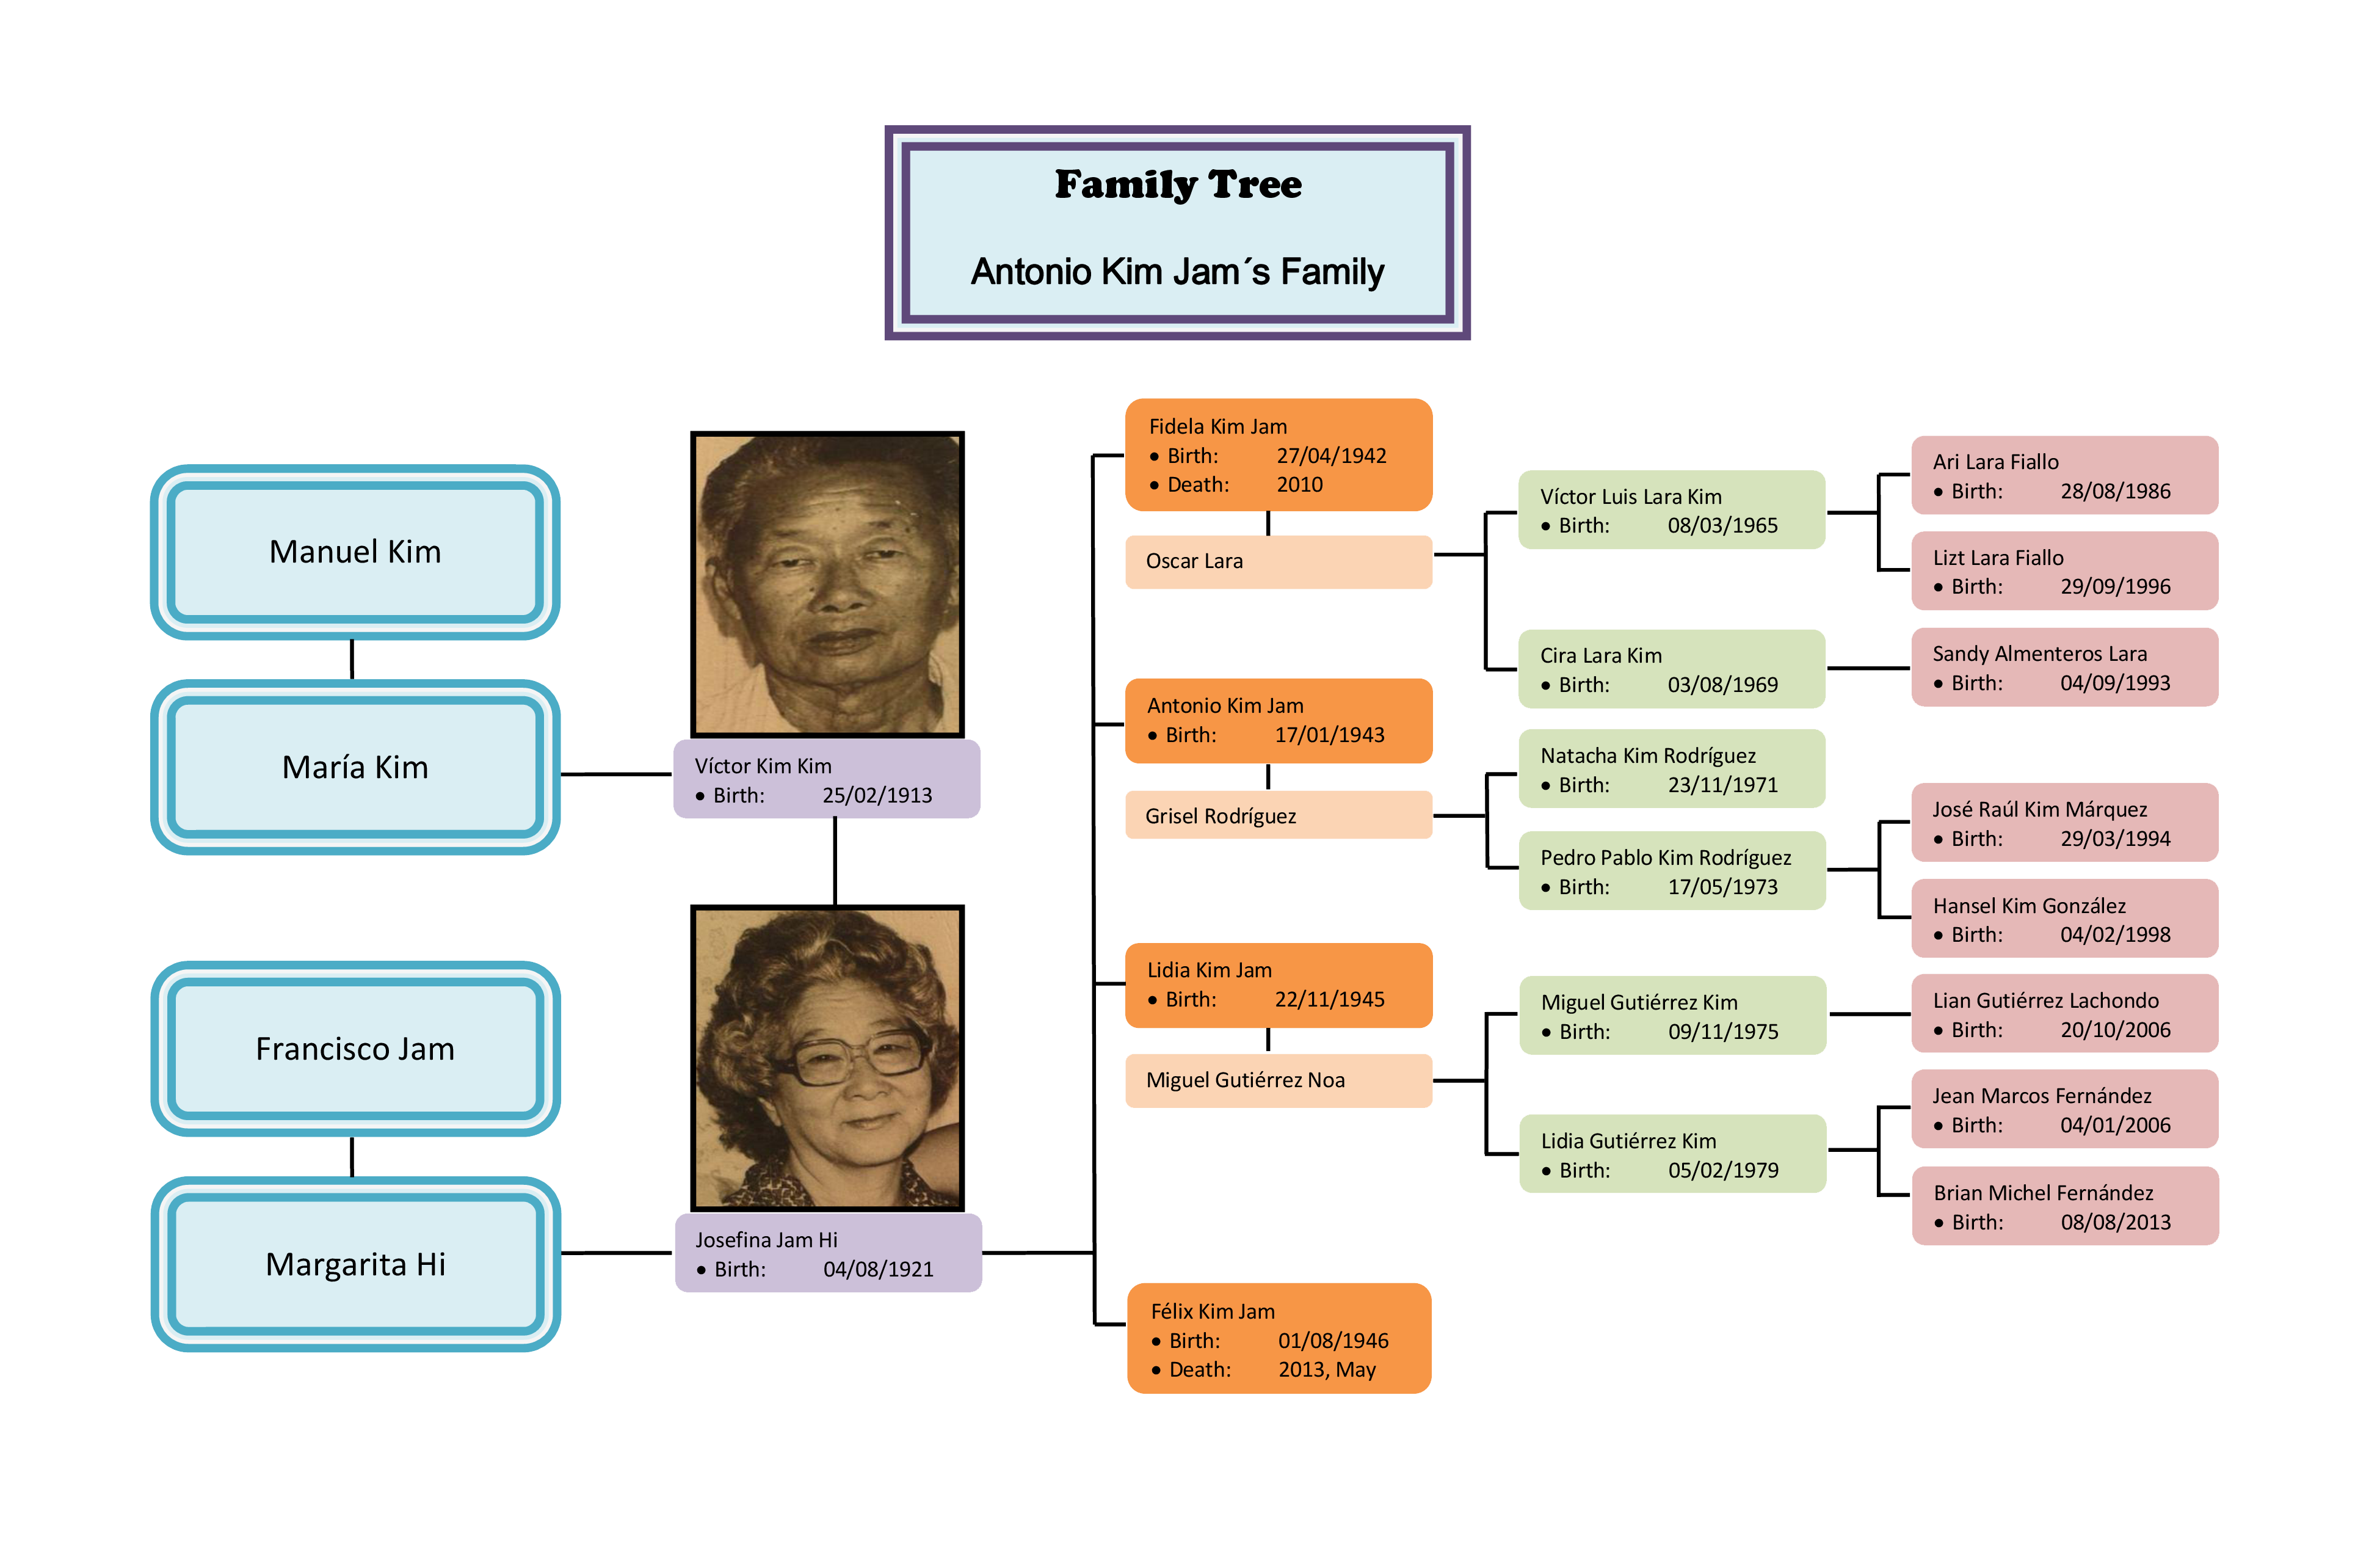 Family Tree
Antonio Kim Jam´s Family
Manuel Kim
María Kim
Francisco Jam
Margarita Hi
Víctor Kim Kim
• Birth: 25/02/1913
Josefina Jam Hi
• Birth: 04/08/1921
Fidela Kim Jam
• Birth: 27/04/1942
• Death: 2010
Oscar Lara
Antonio Kim Jam
• Birth: 17/01/1943
Grisel Rodríguez
Lidia Kim Jam
• Birth: 22/11/1945
Miguel Gutiérrez Noa
Félix Kim Jam
• Birth: 01/08/1946
• Death: 2013, May
Víctor Luis Lara Kim
• Birth: 08/03/1965
Cira Lara Kim
• Birth: 03/08/1969
Natacha Kim Rodríguez
• Birth: 23/11/1971
Pedro Pablo Kim Rodríguez
• Birth: 17/05/1973
Miguel Gutiérrez Kim
• Birth: 09/11/1975
Lidia Gutiérrez Kim
• Birth: 05/02/1979
Ari Lara Fiallo
• Birth: 28/08/1986
Lizt Lara Fiallo
• Birth: 29/09/1996
Sandy Almenteros Lara
• Birth: 04/09/1993
José Raúl Kim Márquez
• Birth: 29/03/1994
Hansel Kim González
• Birth: 04/02/1998
Lian Gutiérrez Lachondo
• Birth: 20/10/2006
Jean Marcos Fernández
• Birth: 04/01/2006
Brian Michel Fernández
• Birth: 08/08/2013